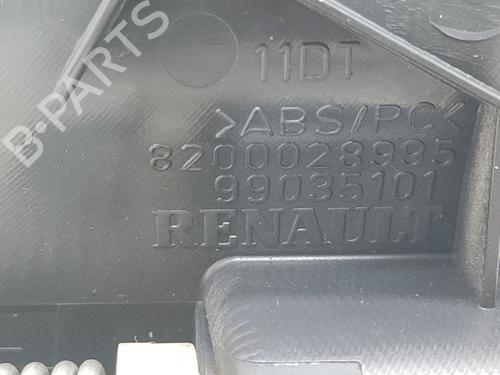 B-PARTS
11DT
>ABS/PC<
8200028995
99035101
RENAULT